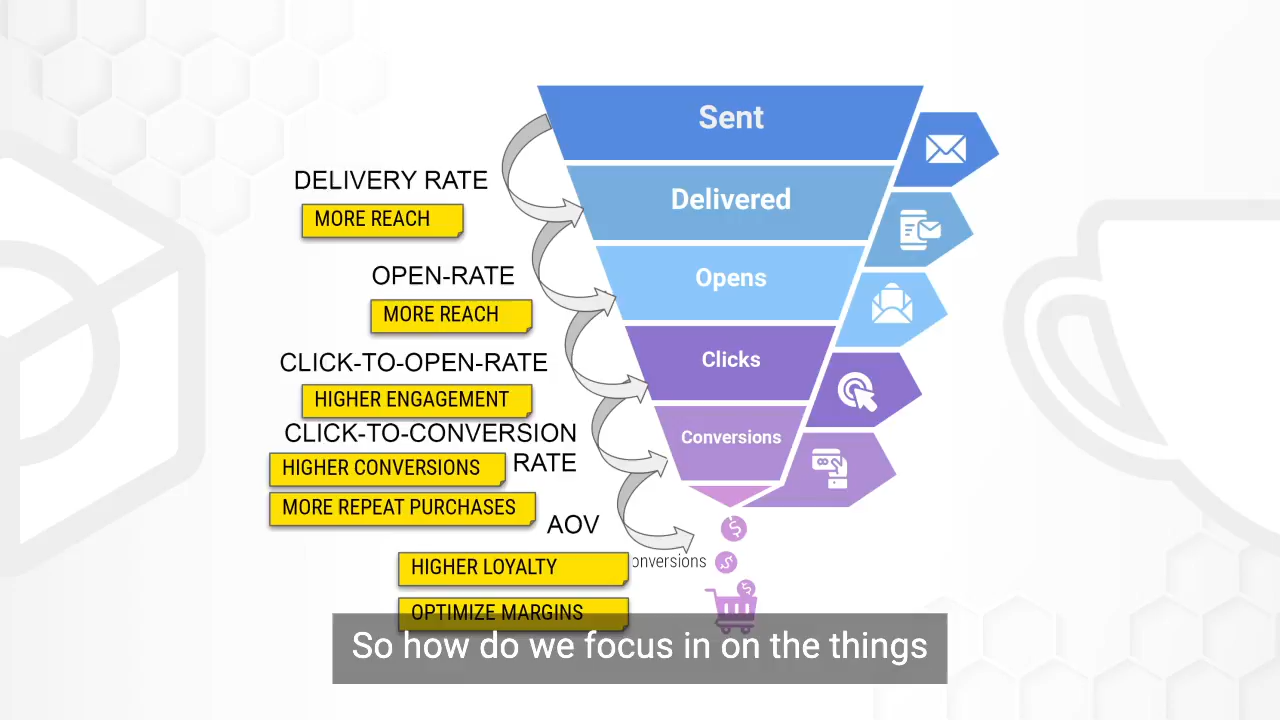 Sent
DELIVERY RATE
MORE REACH
Delivered
OPEN-RATE
MORE REACH
Opens
CLICK-TO-OPEN-RATE
HIGHER ENGAGEMENT
Clicks
CLICK-TO-CONVERSION
RATE
HIGHER CONVERSIONS
MORE REPEAT PURCHASES
Conversions
AOV
HIGHER LOYALTY
onversions
OPTIMIZE MARGINS
So how do we focus in on the things